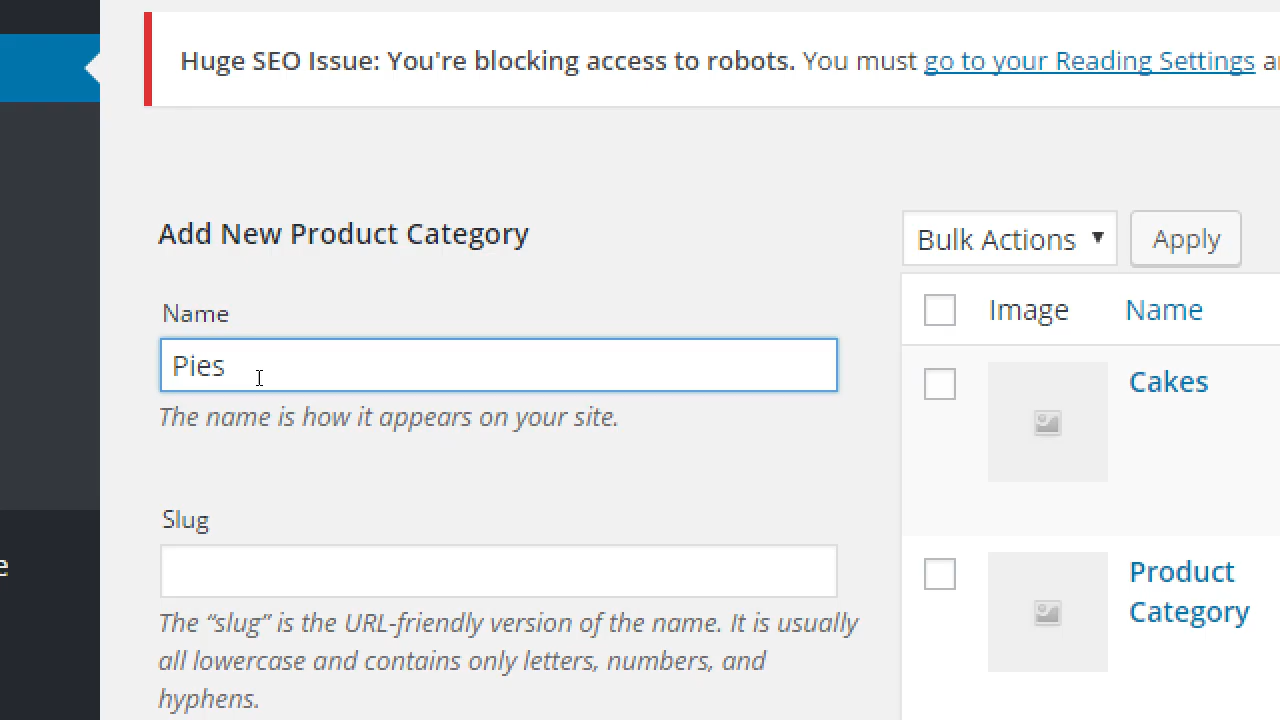 Huge SEO Issue: You're blocking access to robots. You must go to your Reading Settings
Add New Product Category
Bulk Actions Apply
Name
Image Name
Pies
Cakes
The name is how it appears on your site.
Slug
Product
Category
The “slug” is the URL-friendly version of the name. It is usually
all lowercase and contains only letters, numbers, and
hyphens.